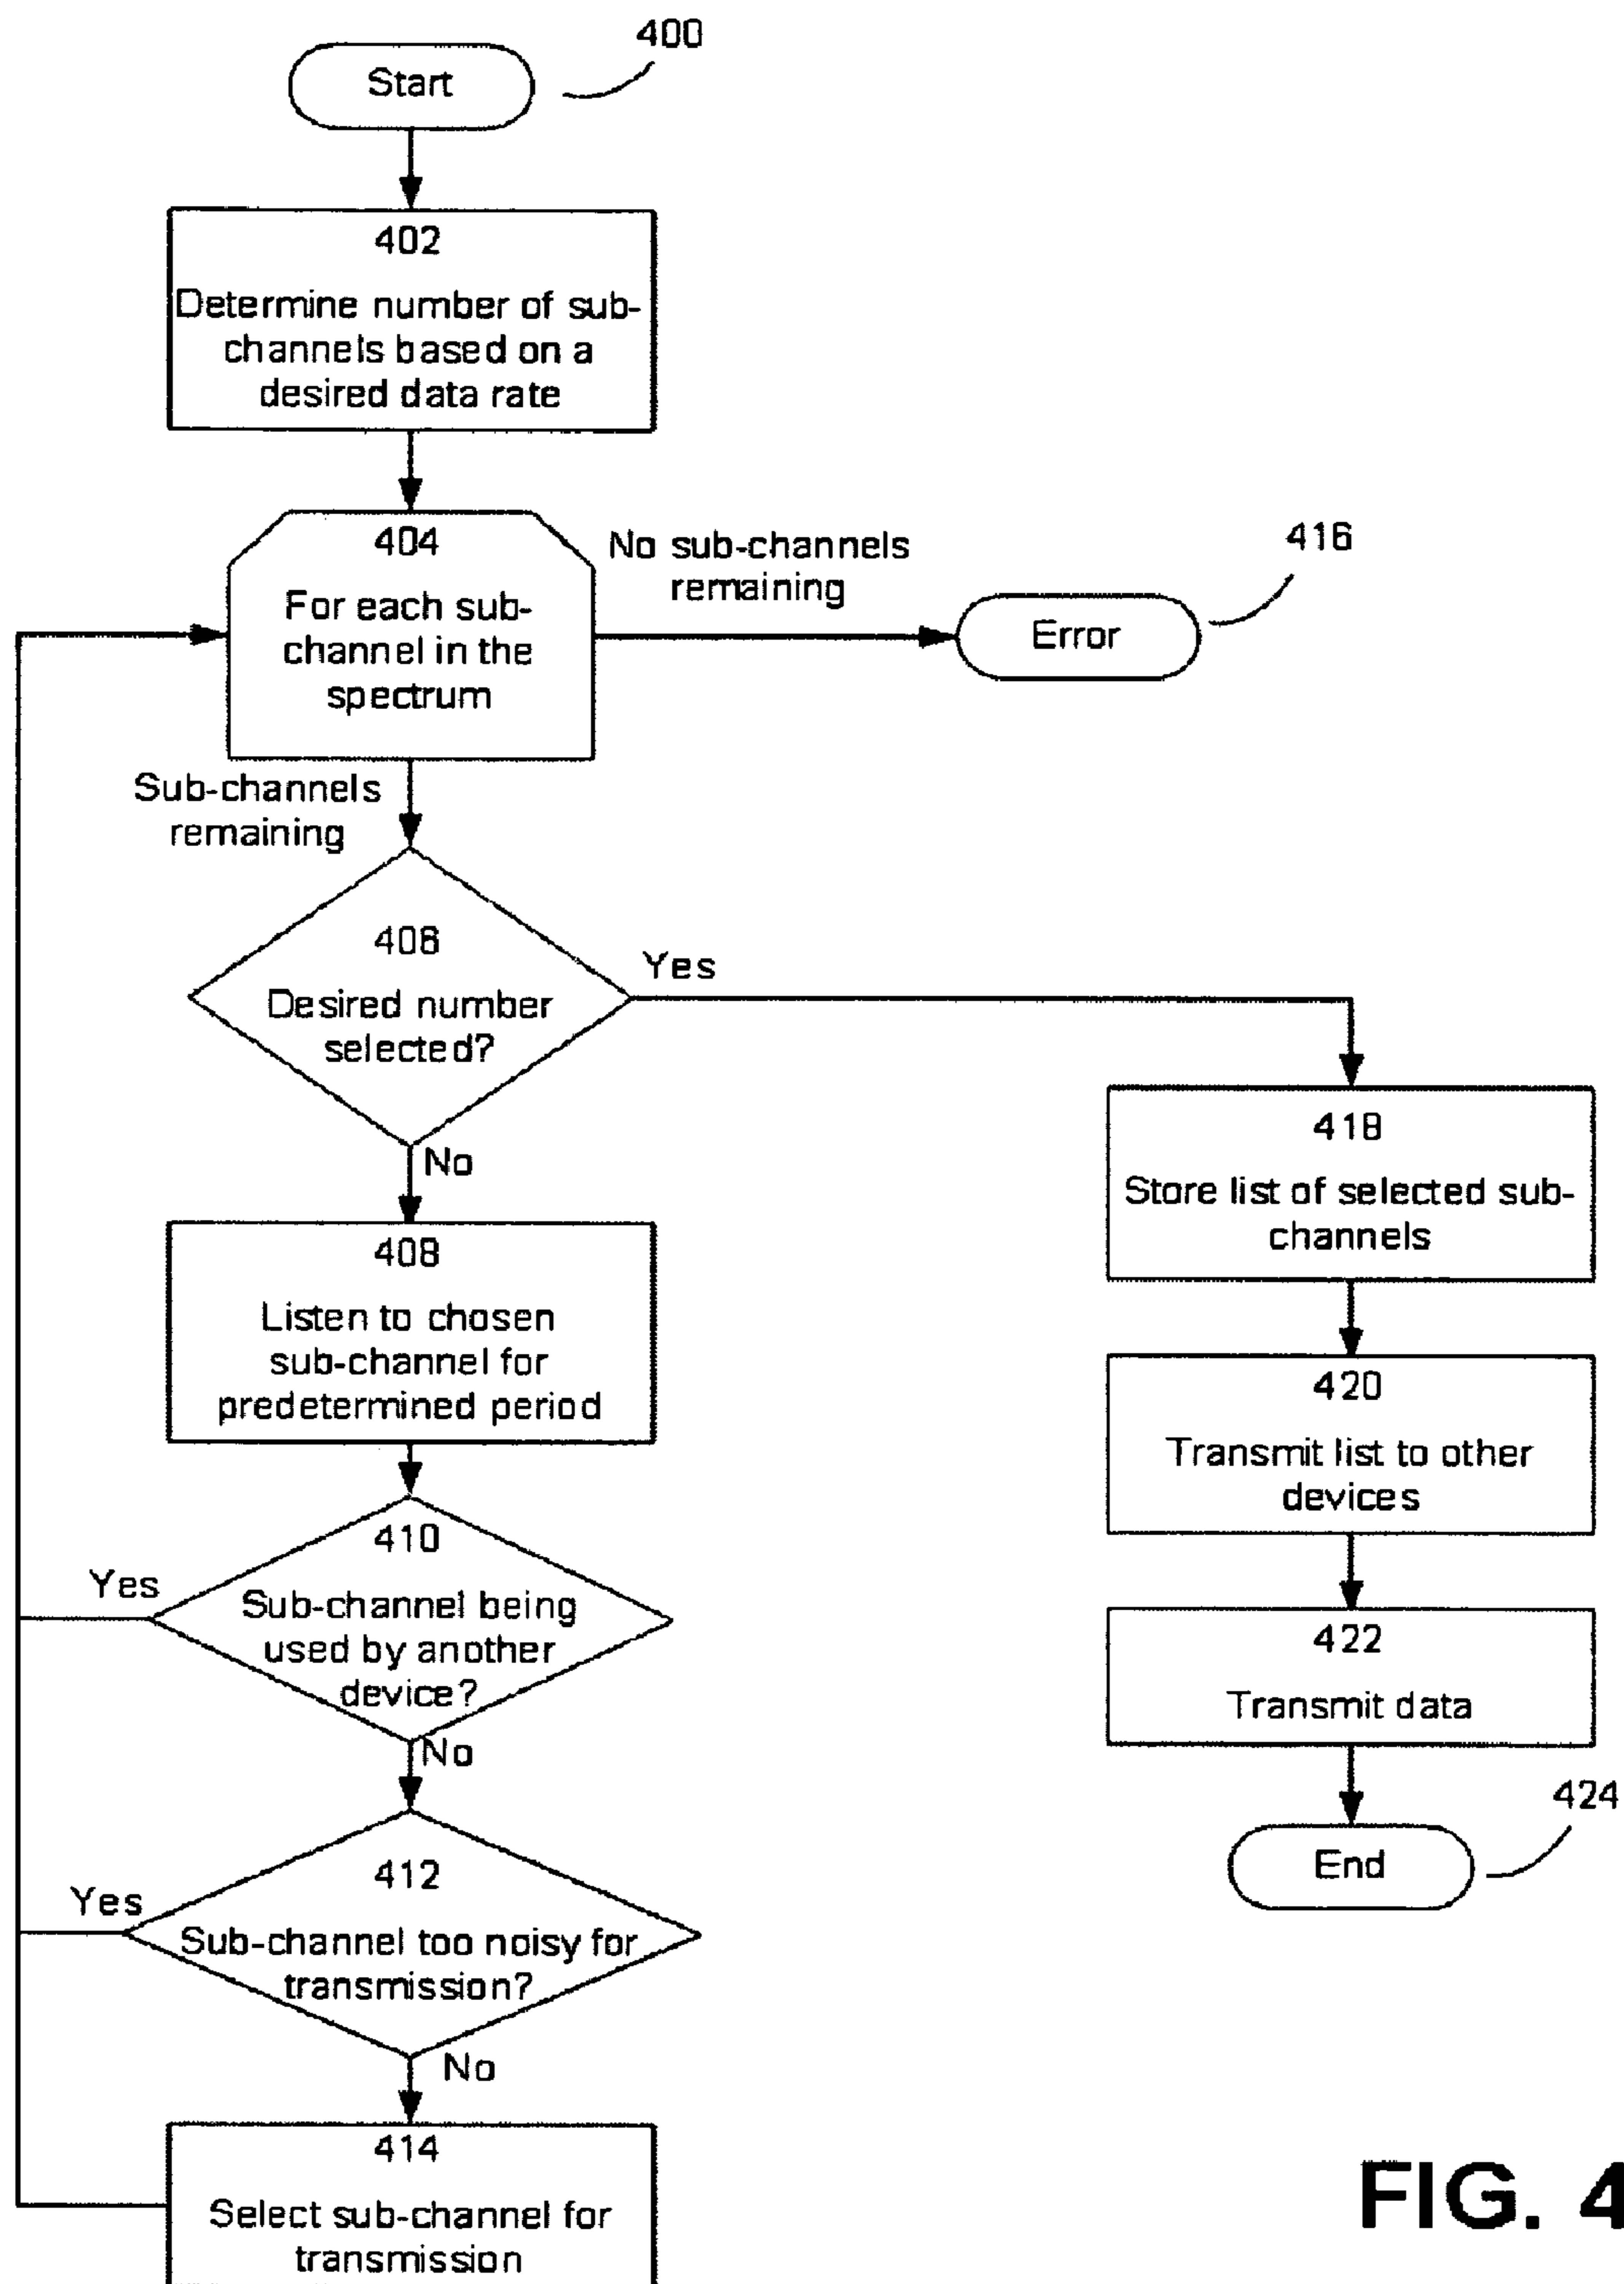 400
Start
402
Determine number of sub-
channels based on a
desired data rate
404
For each sub-
channel in the
spectrum
No sub-channels
remaining
416
Error
Sub-channels
remaining
406
Desired number
selected?
Yes
No
408
Listen to chosen
sub-channel for
predetermined period
410
Sub-channel being
used by another
device?
Yes
No
412
Sub-channel too noisy for
transmission?
Yes
No
414
Select sub-channel for
transmission
418
Store list of selected sub-
channels
420
Transmit list to other
devices
422
Transmit data
424
End
FIG. 4